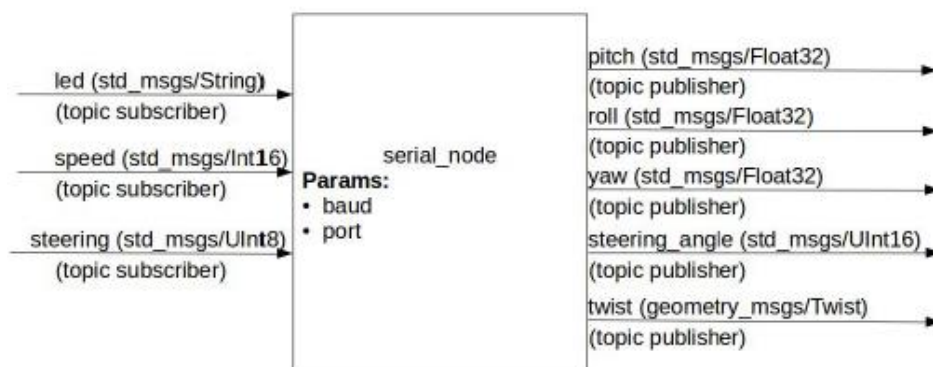 led (std_msgs/String)
(topic subscriber)
speed (std_msgs/Int16)
(topic subscriber)
steering (std_msgs/UInt8)
(topic subscriber)
serial_node
Params:
• baud
• port
pitch (std_msgs/Float32)
(topic publisher)
roll (std_msgs/Float32)
(topic publisher)
yaw (std_msgs/Float32)
(topic publisher)
steering_angle (std_msgs/UInt16)
(topic publisher)
twist (geometry_msgs/Twist)
(topic publisher)